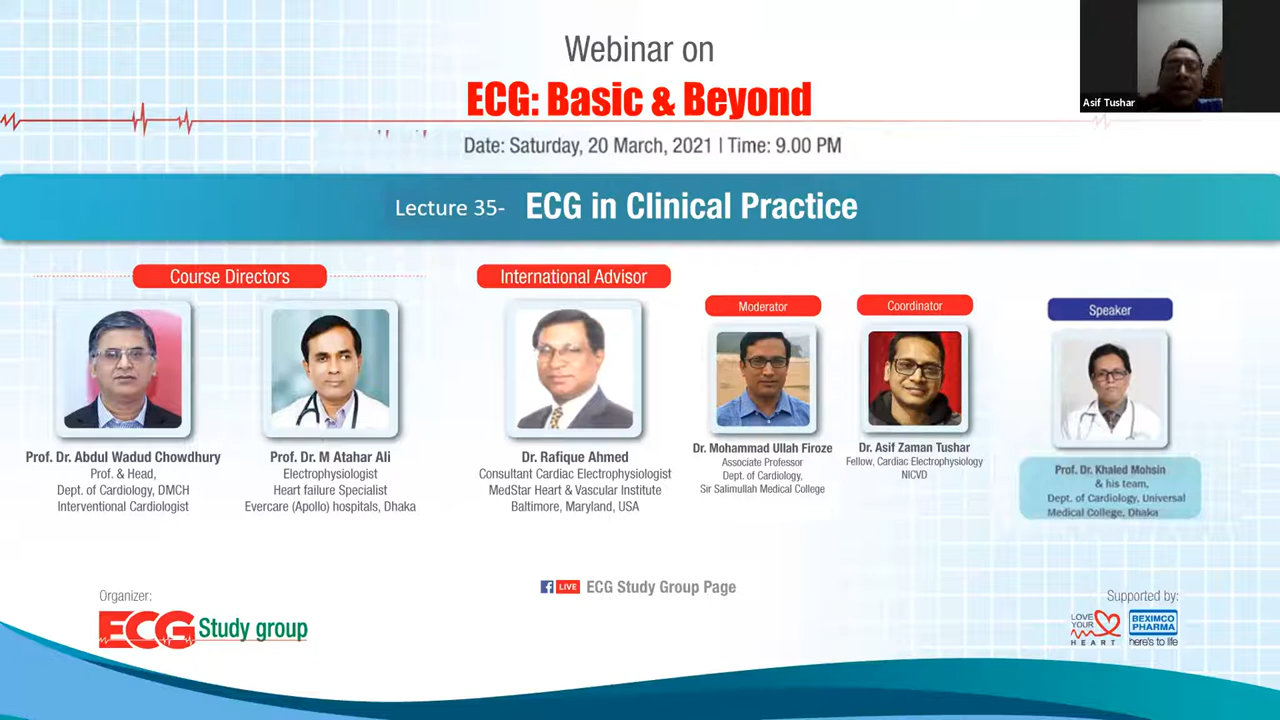 Webinar on
ECG: Basic & Beyond
Date: Saturday, 20 March, 2021 | Time: 9.00 PM
Asif Tushar
Lecture 35- ECG in Clinical Practice
Course Directors
Prof. Dr. Abdul Wadud Chowdhury
Prof. & Head,
Dept. of Cardiology, DMCH
Interventional Cardiologist
Prof. Dr. M Atahar Ali
Electrophysiologist
Heart failure Specialist
Evercare (Apollo) hospitals, Dhaka
International Advisor
Dr. Rafique Ahmed
Consultant Cardiac Electrophysiologist
MedStar Heart & Vascular Institute
Baltimore, Maryland, USA
Moderator
Dr. Mohammad Ullah Firoze
Associate Professor
Dept. of Cardiology,
Sir Salimullah Medical College
Coordinator
Dr. Asif Zaman Tushar
Fellow, Cardiac Electrophysiology
NICVD
Speaker
Prof. Dr. Khaled Mohsin
& his team,
Dept. of Cardiology, Universal
Medical College, Dhaka
Organizer:
ECG Study group
f LIVE ECG Study Group Page
Supported by:
LOVE
YOUR
HEART
BEXIMCO
PHARMA
here's to life